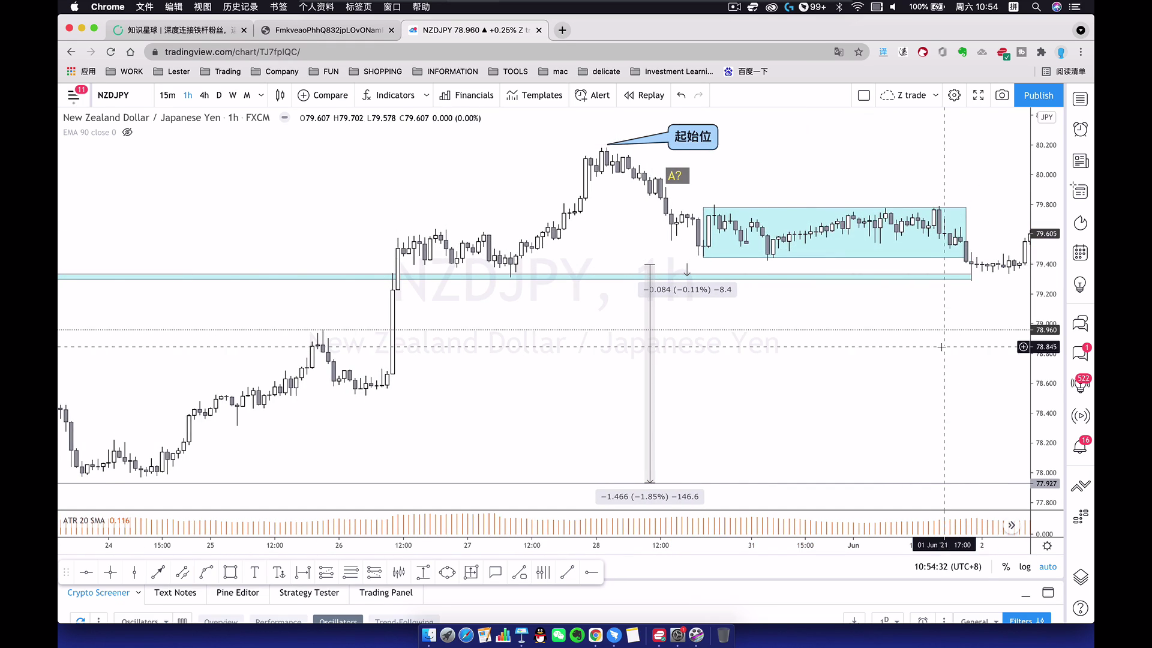 Chrome 文件 编辑 视图 历史记录 书签 个人资料 标签页 窗口 帮助 99+ 100% 周六 10:54
知识星球 | 深度连接铁杆粉丝, FmkveaoPhhQ832jpLOvONam NZDJPY 78.960 ▲ +0.25% Z t
tradingview.com/chart/TJ7fpIQC/
应用 WORK Lester Trading Company FUN SHOPPING INFORMATION TOOLS mac delicate Investment Learni... 百度一下 阅读清单
11 NZDJPY 15m 1h 4h D W M Compare Indicators Financials Templates Alert Replay Z trade Publish
New Zealand Dollar / Japanese Yen · 1h · FXCM O79.607 H79.702 L79.578 C79.607 0.000 (0.00%)
JPY
EMA 90 close 0
起始位
80.200
A?
80.000
79.800
79.605
79.400
NZDJPY, 1h
−0.084 (−0.11%) −8.4
79.200
79.000
78.960
New Zealand Dollar / Japanese Yen
78.845
78.800
1
78.600
522
78.400
78.200
16
78.000
77.927
−1.466 (−1.85%) −146.6
77.800
ATR 20 SMA 0.116
0.000
24 15:00 25 12:00 26 12:00 27 12:00 28 12:00 31 15:00 Jun 01 Jun '21 17:00 2
10:54:32 (UTC+8) % log auto
Crypto Screener Text Notes Pine Editor Strategy Tester Trading Panel
Oscillators Overview Performance Oscillators Trend-Following 1D General Filters